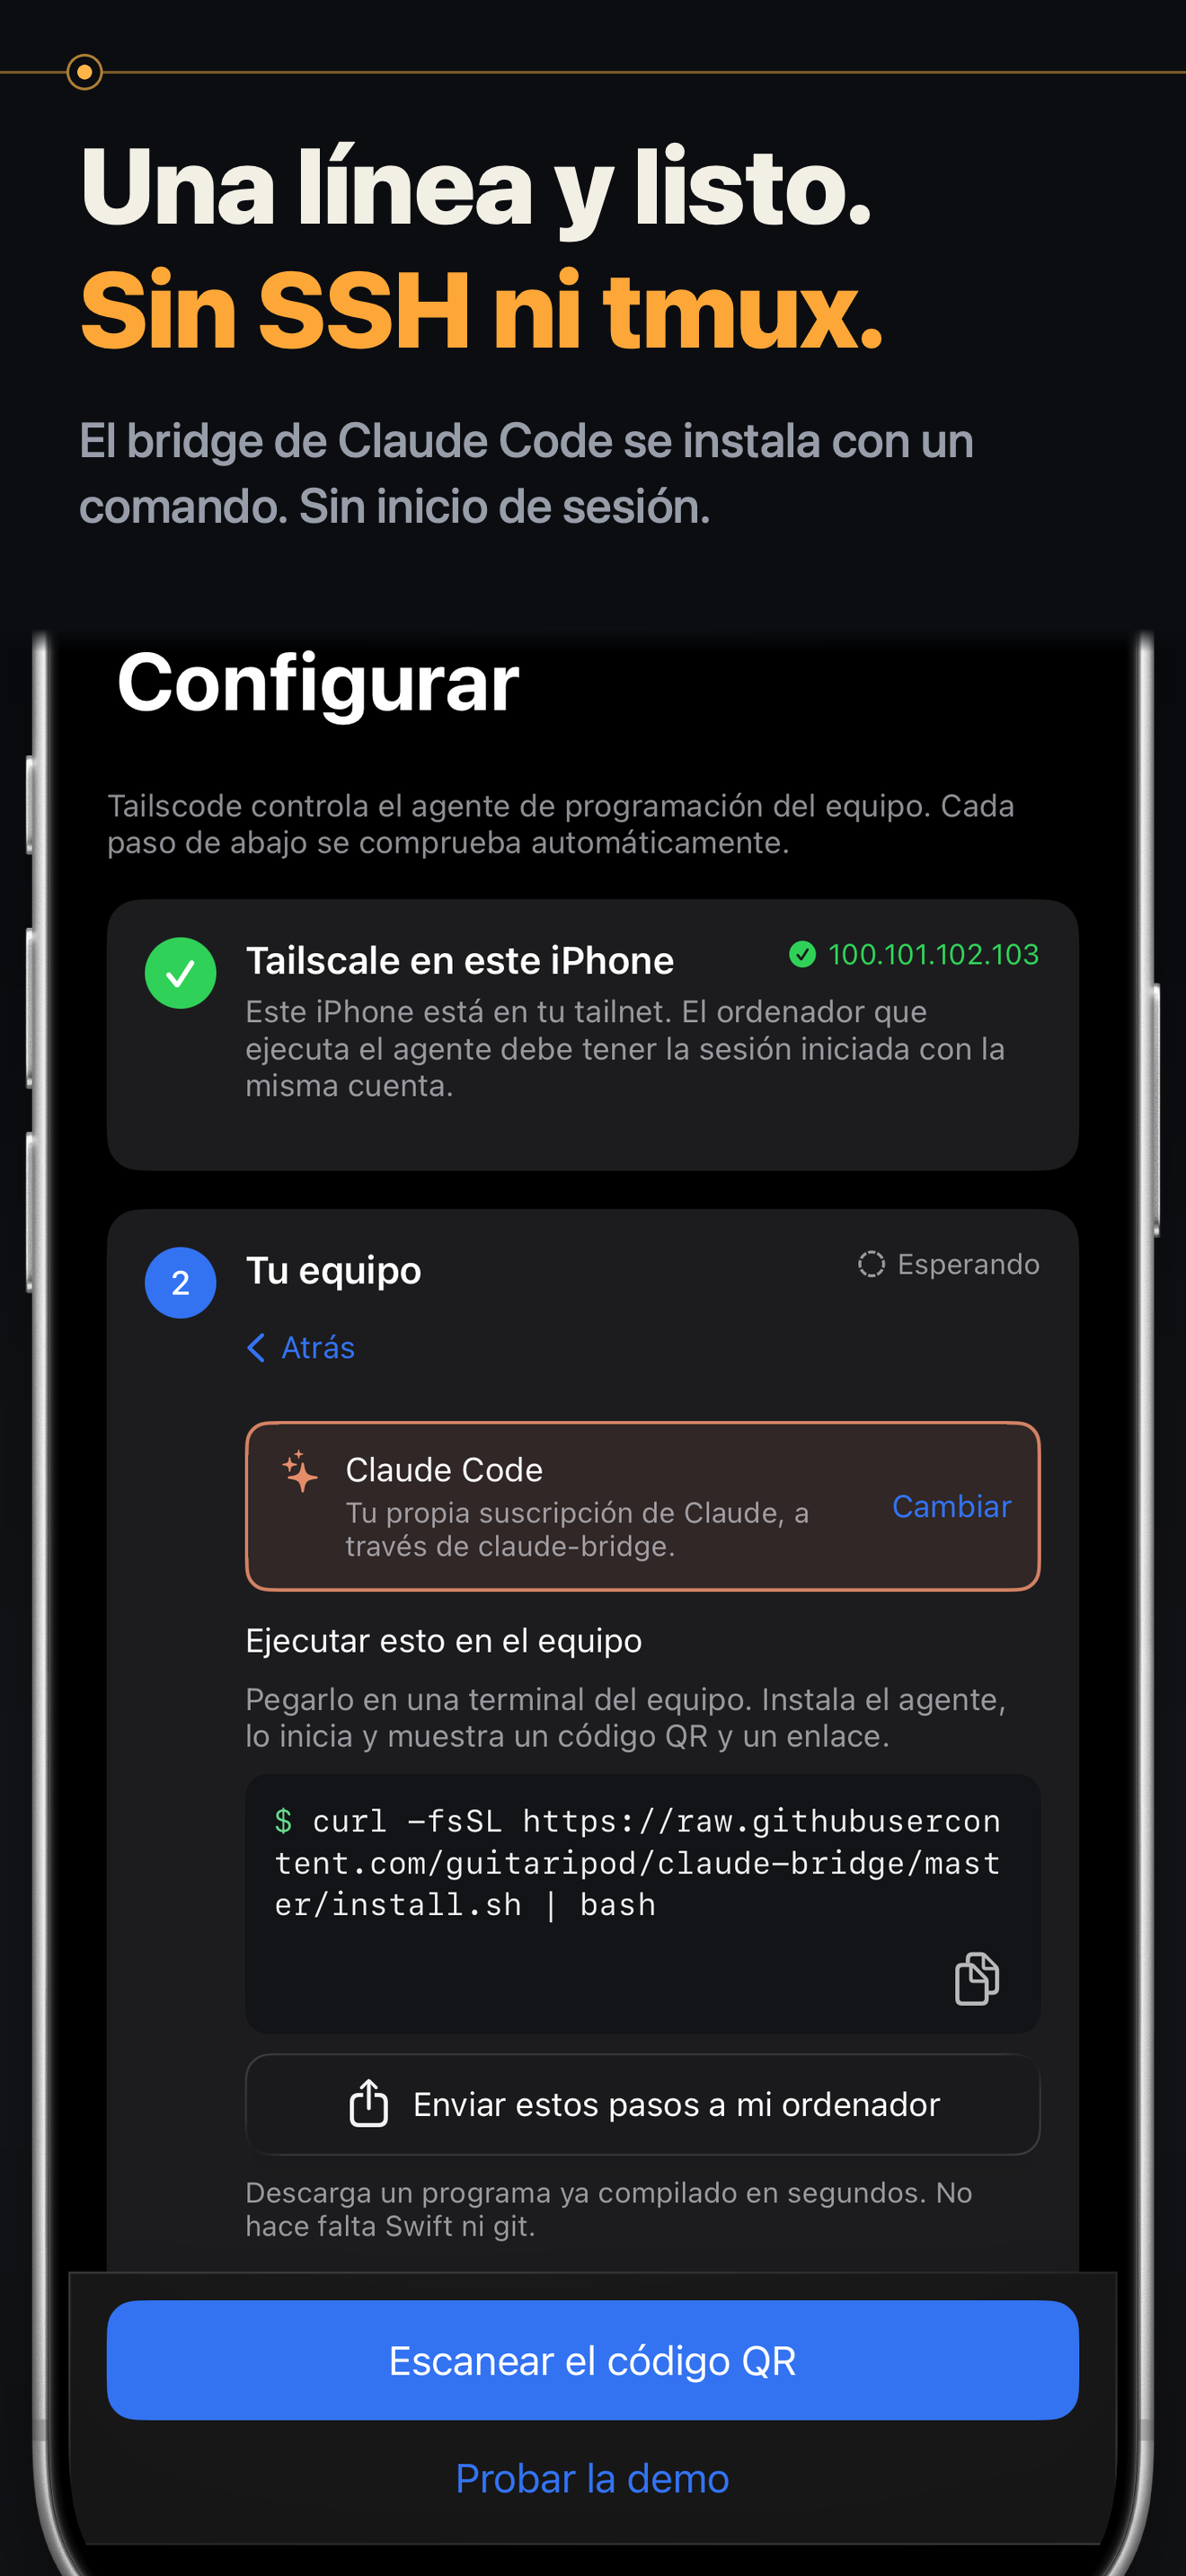 Una línea y listo.
Sin SSH ni tmux.
El bridge de Claude Code se instala con un
comando. Sin inicio de sesión.
Configurar
Tailscode controla el agente de programación del equipo. Cada
paso de abajo se comprueba automáticamente.
Tailscale en este iPhone
100.101.102.103
Este iPhone está en tu tailnet. El ordenador que
ejecuta el agente debe tener la sesión iniciada con la
misma cuenta.
2
Tu equipo
Esperando
Atrás
Claude Code
Tu propia suscripción de Claude, a
través de claude-bridge.
Cambiar
Ejecutar esto en el equipo
Pegarlo en una terminal del equipo. Instala el agente,
lo inicia y muestra un código QR y un enlace.
$ curl -fsSL https://raw.githubusercon
tent.com/guitaripod/claude-bridge/mast
er/install.sh | bash
Enviar estos pasos a mi ordenador
Descarga un programa ya compilado en segundos. No
hace falta Swift ni git.
Escanear el código QR
Probar la demo